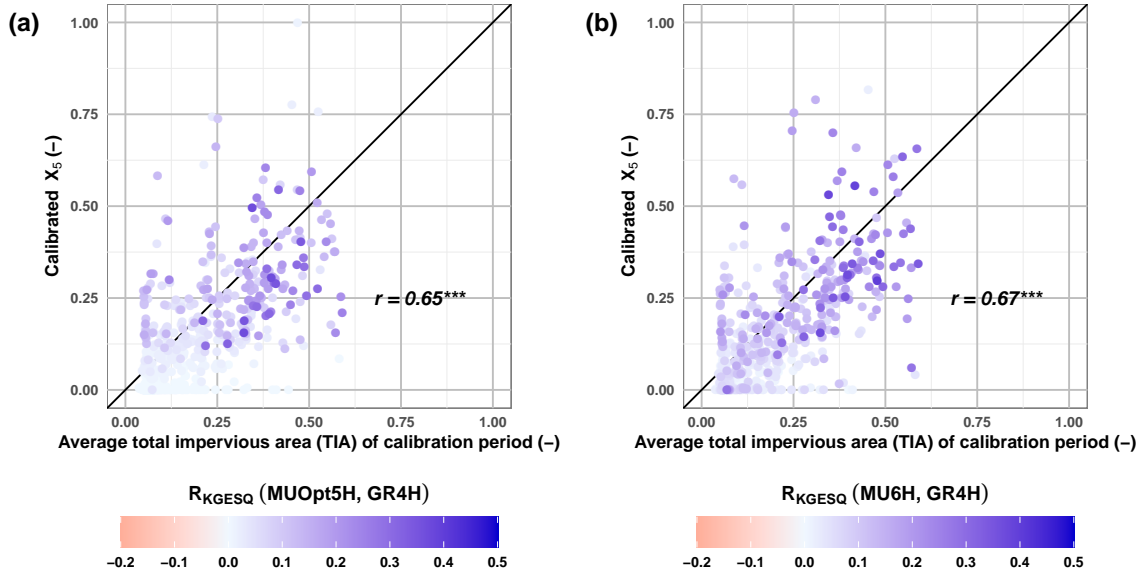 (a)
1.00
0.75
0.50
0.25
0.00
Calibrated X5 (−)
r = 0.65***
0.00 0.25 0.50 0.75 1.00
Average total impervious area (TIA) of calibration period (−)
RKGESQ (MUOpt5H, GR4H)
−0.2 −0.1 0.0 0.1 0.2 0.3 0.4 0.5
(b)
1.00
0.75
0.50
0.25
0.00
Calibrated X5 (−)
r = 0.67***
0.00 0.25 0.50 0.75 1.00
Average total impervious area (TIA) of calibration period (−)
RKGESQ (MU6H, GR4H)
−0.2 −0.1 0.0 0.1 0.2 0.3 0.4 0.5